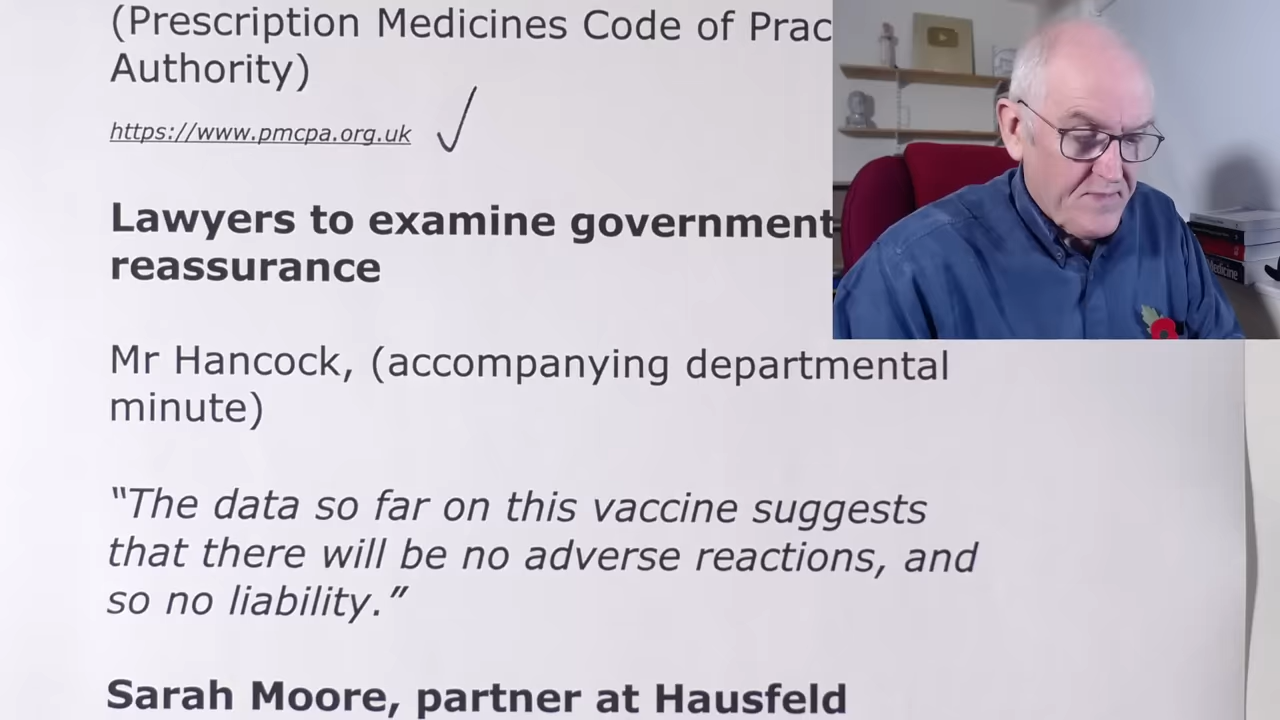 (Prescription Medicines Code of Prac
Authority)
https://www.pmcpa.org.uk
Lawyers to examine government
reassurance
Mr Hancock, (accompanying departmental
minute)
“The data so far on this vaccine suggests
that there will be no adverse reactions, and
so no liability.”
Sarah Moore, partner at Hausfeld
Medicine